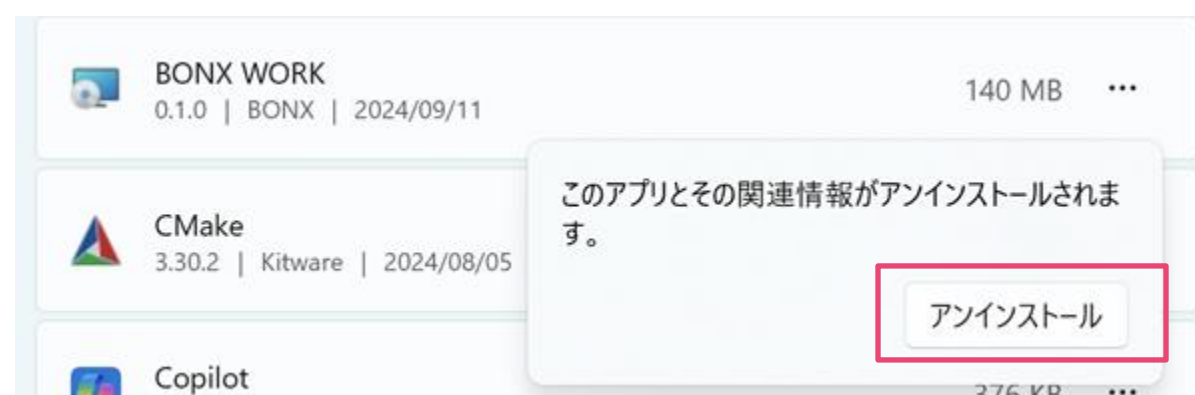 BONX WORK
0.1.0 | BONX | 2024/09/11
140 MB
このアプリとその関連情報がアンインストールされま
す。
アンインストール
CMake
3.30.2 | Kitware | 2024/08/05
Copilot
376 KB